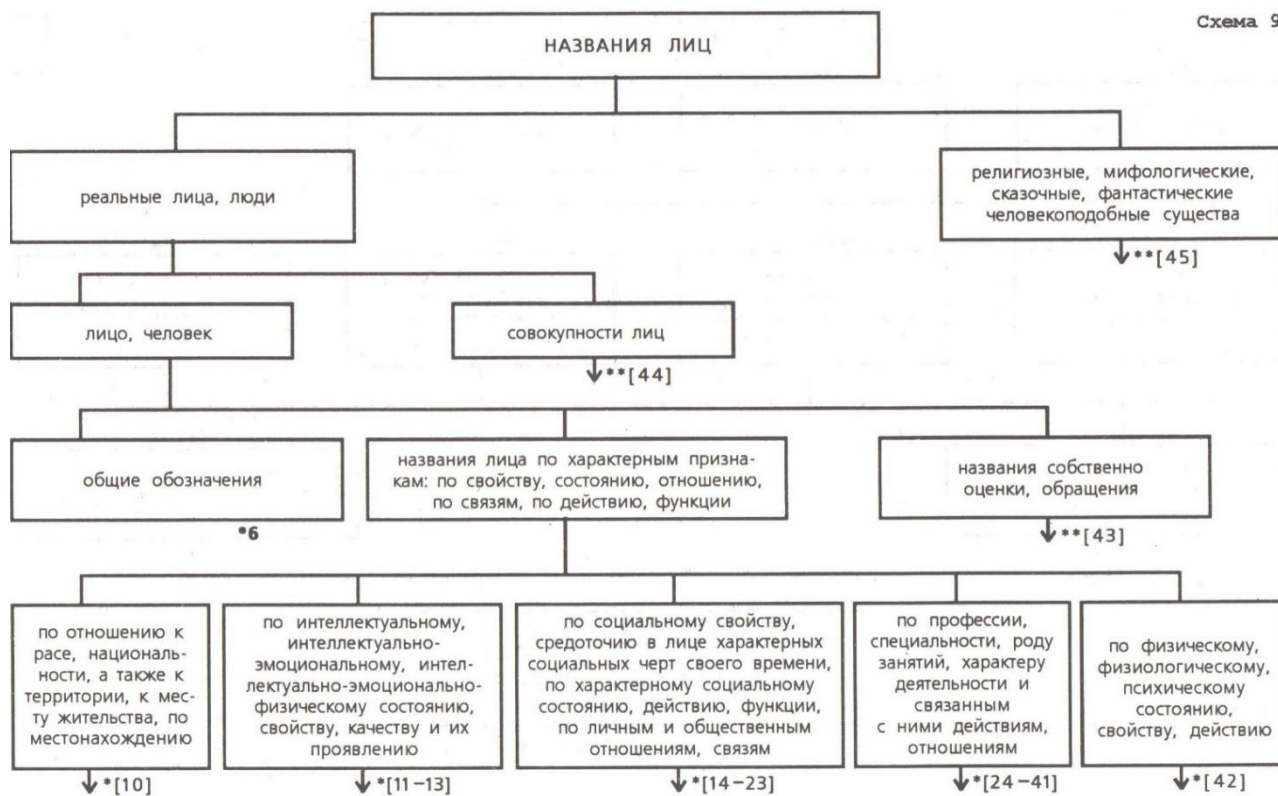 Схема 9
НАЗВАНИЯ ЛИЦ
реальные лица, люди
религиозные, мифологические,
сказочные, фантастические
человекоподобные существа
**[45]
лицо, человек
совокупности лиц
**[44]
общие обозначения
•6
названия лица по характерным призна-
кам: по свойству, состоянию, отношению,
по связям, по действию, функции
названия собственно
оценки, обращения
**[43]
по отношению к
расе, националь-
ности, а также к
территории, к мес-
ту жительства, по
местонахождению
*[10]
по интеллектуальному,
интеллектуально-
эмоциональному, интел-
лектуально-эмоционально-
физическому состоянию,
свойству, качеству и их
проявлению
*[11–13]
по социальному свойству,
средоточию в лице характерных
социальных черт своего времени,
по характерному социальному
состоянию, действию, функции,
по личным и общественным
отношениям, связям
*[14–23]
по профессии,
специальности, роду
занятий, характеру
деятельности и
связанным
с ними действиям,
отношениям
*[24–41]
по физическому,
физиологическому,
психическому
состоянию,
свойству, действию
*[42]